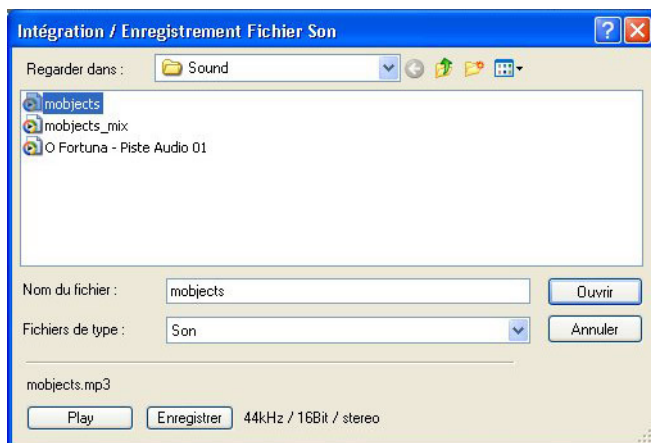 Intégration / Enregistrement Fichier Son
Regarder dans : Sound
mobjects
mobjects_mix
O Fortuna - Piste Audio 01
Nom du fichier : mobjects Ouvrir
Fichiers de type : Son Annuler
mobjects.mp3
Play Enregistrer 44kHz / 16Bit / stereo